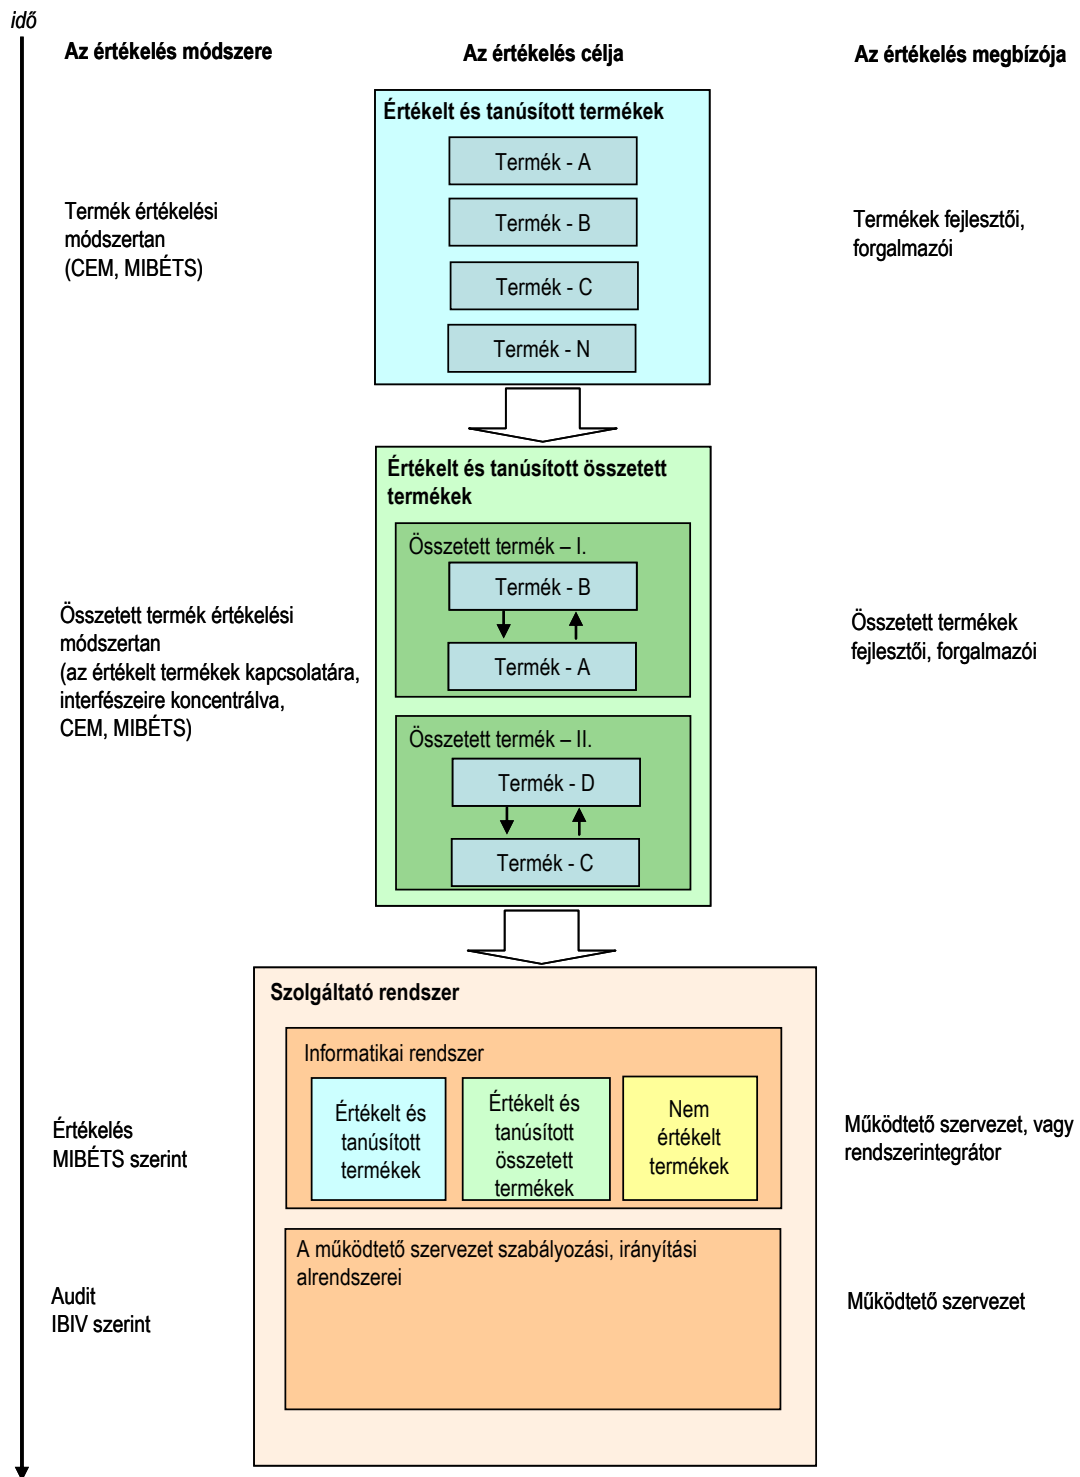 idő
Az értékelés módszere
Az értékelés célja
Az értékelés megbízója
Értékelt és tanúsított termékek
Termék - A
Termék - B
Termék - C
Termék - N
Termék értékelési
módszertan
(CEM, MIBÉTS)
Termékek fejlesztői,
forgalmazói
Értékelt és tanúsított összetett
termékek
Összetett termék – I.
Termék - B
Termék - A
Összetett termék – II.
Termék - D
Termék - C
Összetett termék értékelési
módszertan
(az értékelt termékek kapcsolatára,
interfészeire koncentrálva,
CEM, MIBÉTS)
Összetett termékek
fejlesztői, forgalmazói
Szolgáltató rendszer
Informatikai rendszer
Értékelt és
tanúsított
termékek
Értékelt és
tanúsított
összetett
termékek
Nem
értékelt
termékek
Értékelés
MIBÉTS szerint
Működtető szervezet, vagy
rendszerintegrátor
A működtető szervezet szabályozási, irányítási
alrendszerei
Audit
IBIV szerint
Működtető szervezet